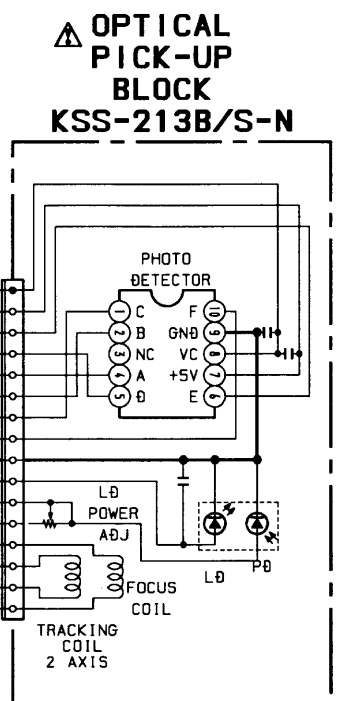 OPTICAL
PICK-UP
BLOCK
KSS-213B/S-N
PHOTO
DETECTOR
1 C F 10
2 B GND 9
3 NC VC 8
4 A +5V 7
5 D E 6
LD
POWER
ADJ
LD PD
FOCUS
COIL
TRACKING
COIL
2 AXIS